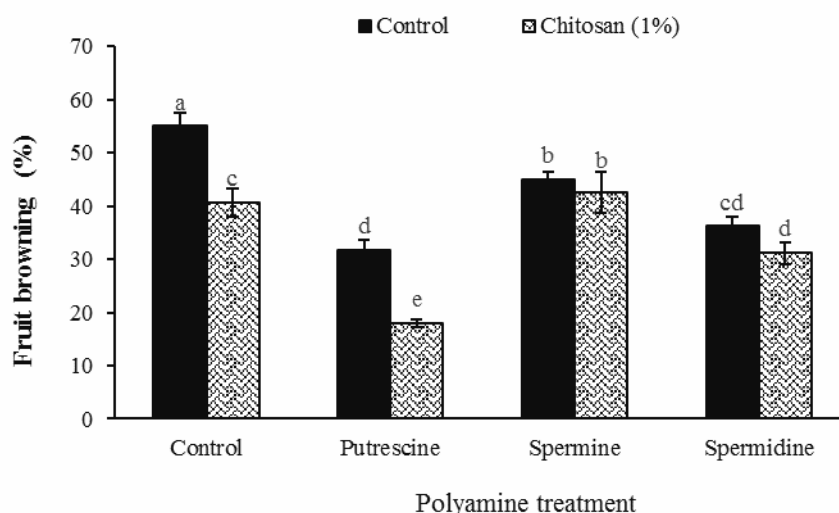 Control Chitosan (1%)
70
60
50
40
30
20
10
0
Fruit browning (%)
a
c
d
e
b
b
cd
d
Control Putrescine Spermine Spermidine
Polyamine treatment